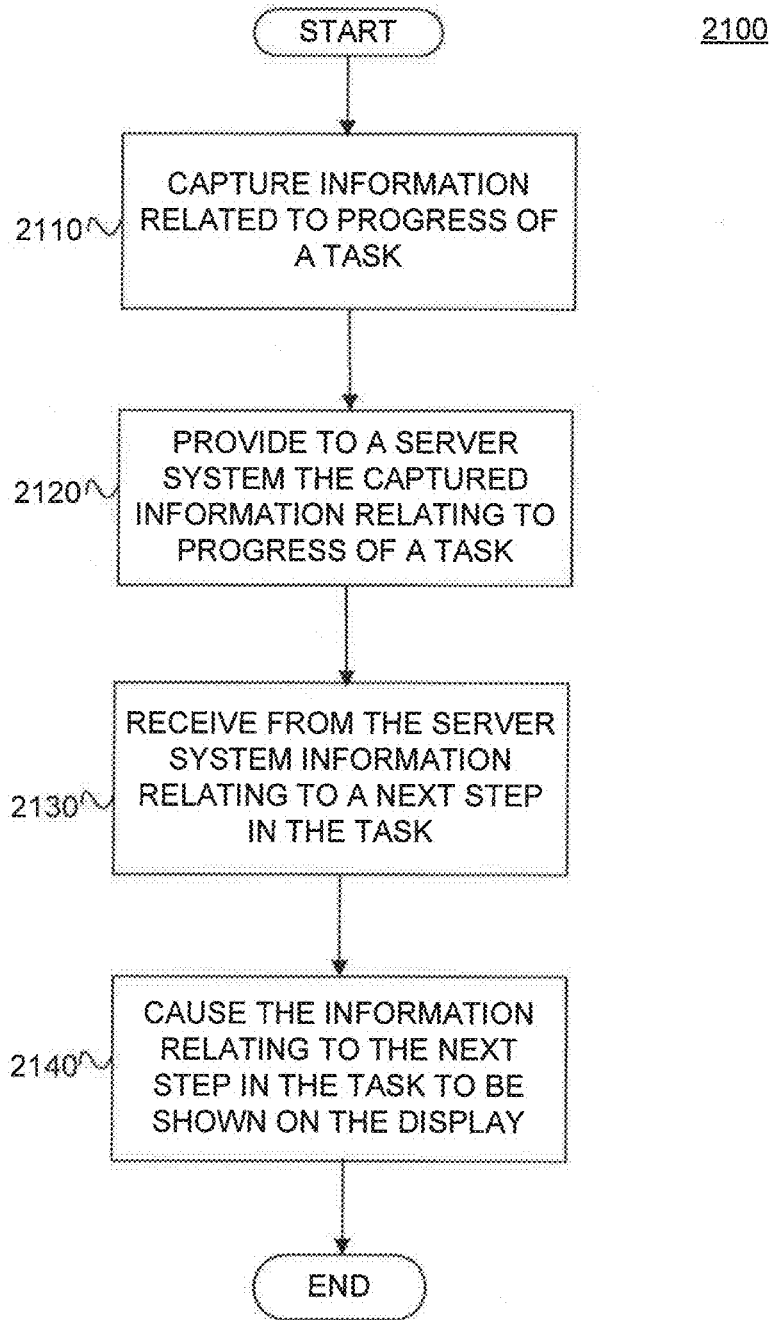 START
2100
CAPTURE INFORMATION
RELATED TO PROGRESS OF
A TASK
2110
PROVIDE TO A SERVER
SYSTEM THE CAPTURED
INFORMATION RELATING TO
PROGRESS OF A TASK
2120
RECEIVE FROM THE SERVER
SYSTEM INFORMATION
RELATING TO A NEXT STEP
IN THE TASK
2130
CAUSE THE INFORMATION
RELATING TO THE NEXT
STEP IN THE TASK TO BE
SHOWN ON THE DISPLAY
2140
END